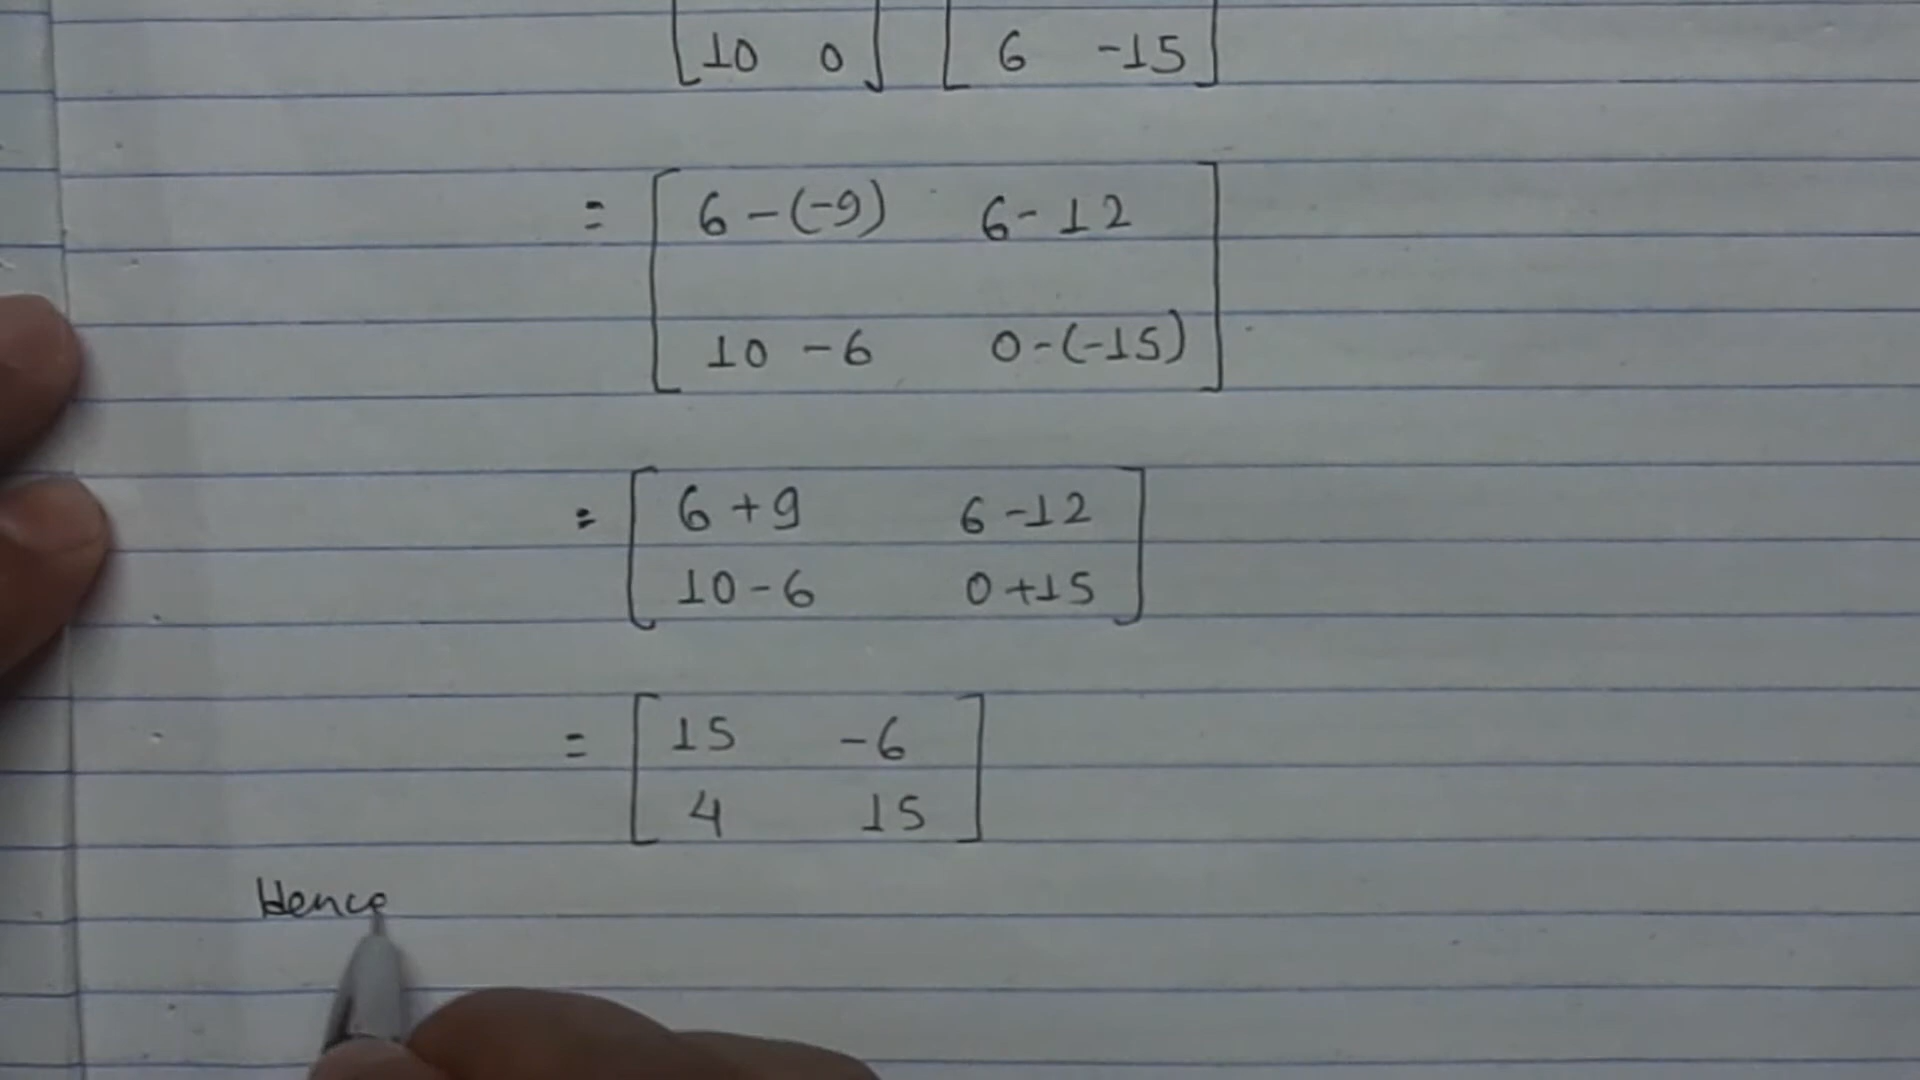 [10 0] [6 -15]
= [6-(-9) 6-12
10-6 0-(-15)]
= [6+9 6-12
10-6 0+15]
= [15 -6
4 15]
Hence